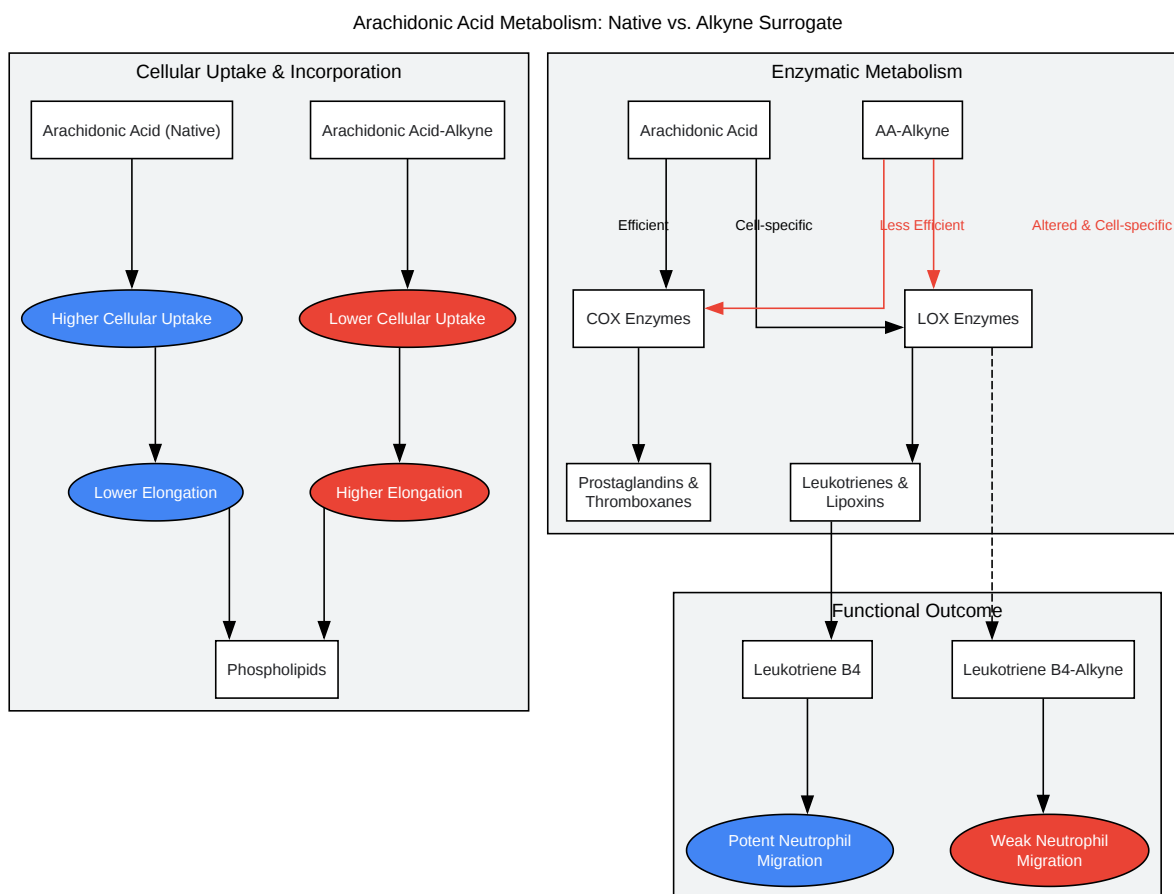 Arachidonic Acid Metabolism: Native vs. Alkyne Surrogate
Cellular Uptake & Incorporation
Arachidonic Acid (Native)
Arachidonic Acid-Alkyne
Higher Cellular Uptake
Lower Cellular Uptake
Lower Elongation
Higher Elongation
Phospholipids
Enzymatic Metabolism
Arachidonic Acid
AA-Alkyne
Efficient
Cell-specific
Less Efficient
Altered & Cell-specific
COX Enzymes
LOX Enzymes
Prostaglandins &
Thromboxanes
Leukotrienes &
Lipoxins
Functional Outcome
Leukotriene B4
Leukotriene B4-Alkyne
Potent Neutrophil
Migration
Weak Neutrophil
Migration